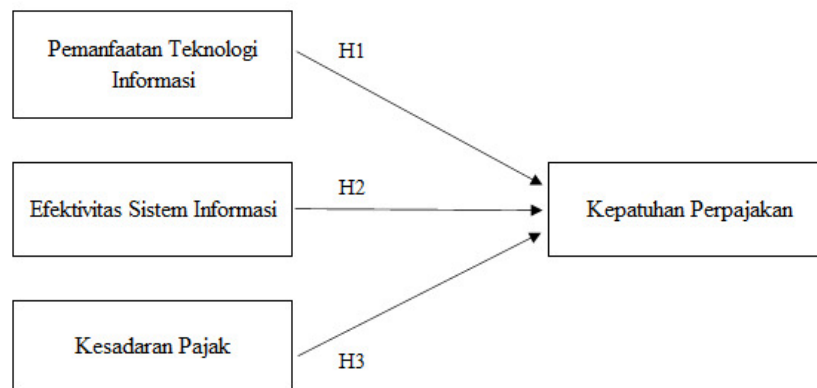 Pemanfaatan Teknologi
Informasi
H1
Efektivitas Sistem Informasi
H2
Kepatuhan Perpajakan
Kesadaran Pajak
H3